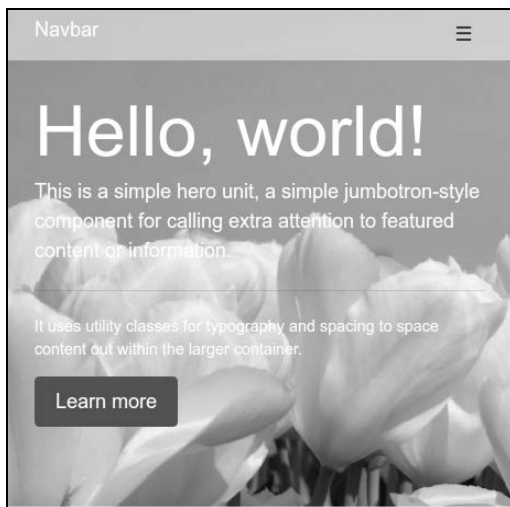 Navbar
Hello, world!
This is a simple hero unit, a simple jumbotron-style
component for calling extra attention to featured
content or information.
It uses utility classes for typography and spacing to space
content out within the larger container.
Learn more